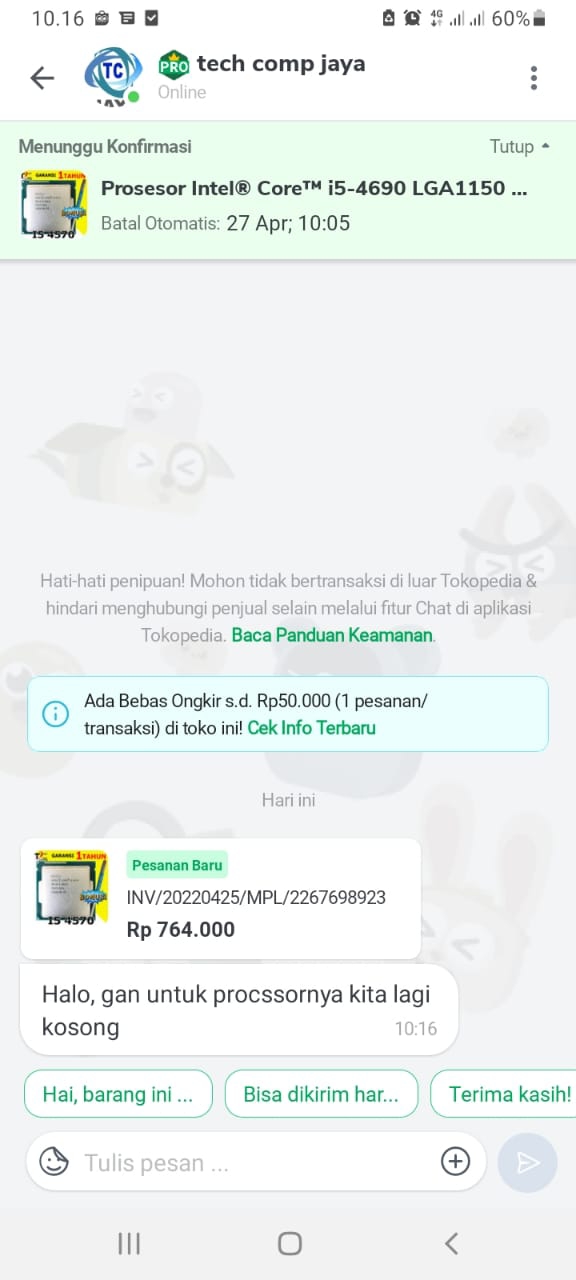 10.16
4G
60%
TC
JAY
PRO
tech comp jaya
Online
Menunggu Konfirmasi
Tutup
GARANSI 1TAHUN
I5-4570
Prosesor Intel® Core™ i5-4690 LGA1150 ...
Batal Otomatis: 27 Apr; 10:05
Hati-hati penipuan! Mohon tidak bertransaksi di luar Tokopedia &
hindari menghubungi penjual selain melalui fitur Chat di aplikasi
Tokopedia. Baca Panduan Keamanan.
Ada Bebas Ongkir s.d. Rp50.000 (1 pesanan/
transaksi) di toko ini! Cek Info Terbaru
Hari ini
GARANSI 1TAHUN
I5-4570
Pesanan Baru
INV/20220425/MPL/2267698923
Rp 764.000
Halo, gan untuk procssornya kita lagi
kosong
10:16
Hai, barang ini ...
Bisa dikirim har...
Terima kasih!
Tulis pesan ...